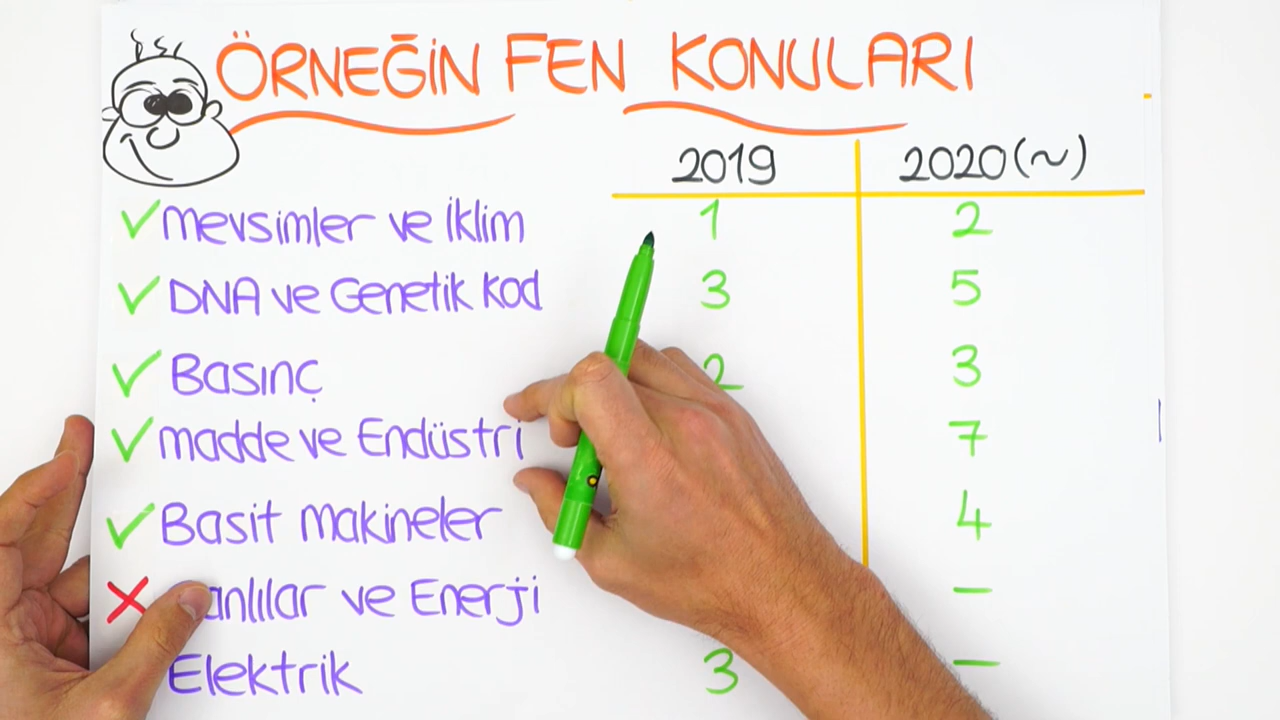 ÖRNEĞİN FEN KONULARI
2019 2020(~)
✓ Mevsimler ve İklim 1 2
✓ DNA ve Genetik Kod 3 5
✓ Basınç 2 3
✓ Madde ve Endüstri 7
✓ Basit Makineler 4
✗ ve Enerji –
Elektrik 3 –